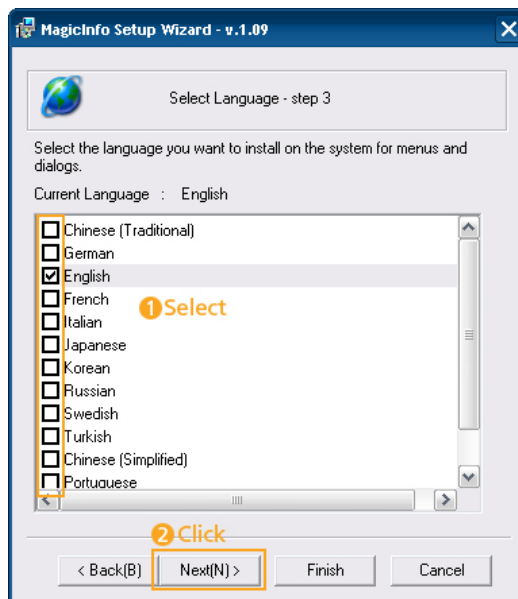 MagicInfo Setup Wizard - v.1.09
Select Language - step 3
Select the language you want to install on the system for menus and
dialogs.
Current Language : English
Chinese (Traditional)
German
English
French
Italian
Japanese
Korean
Russian
Swedish
Turkish
Chinese (Simplified)
Portuguese
1 Select
2 Click
< Back(B)
Next(N) >
Finish
Cancel